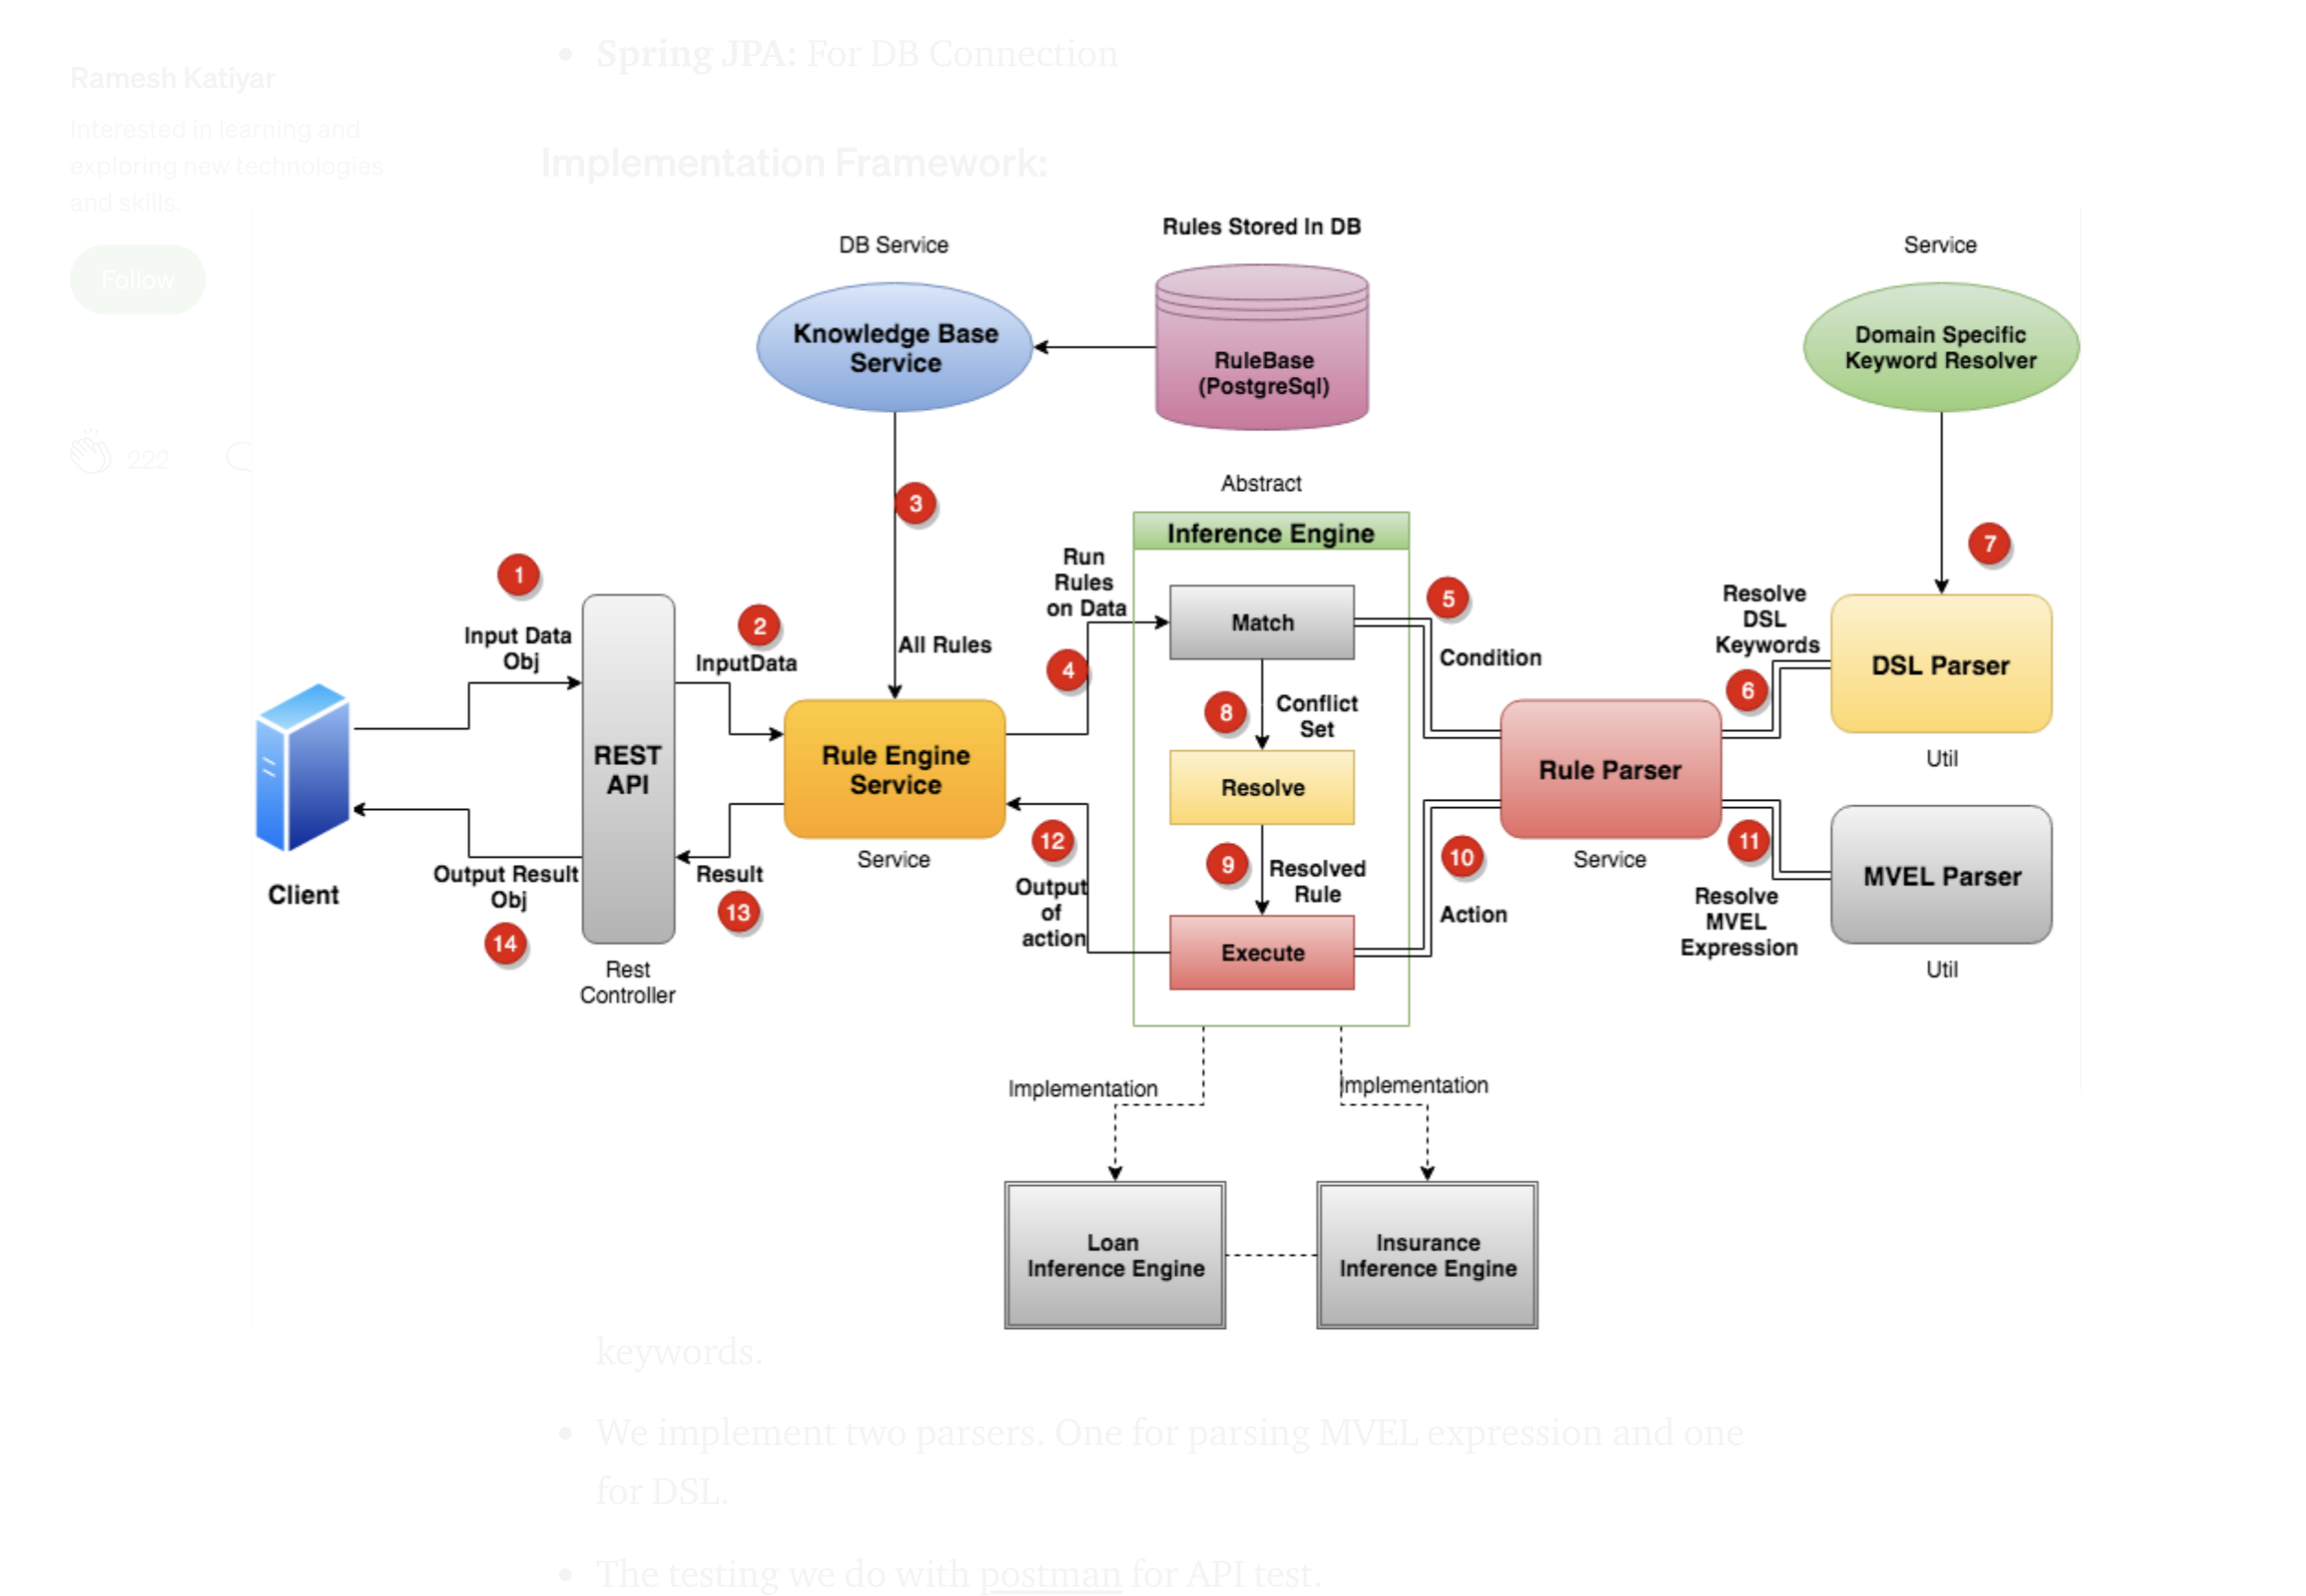 Spring JPA: For DB Connection
Ramesh Katiyar
Interested in learning and
exploring new technologies
and skills.
Follow
222
Implementation Framework:
DB Service
Knowledge Base
Service
Rules Stored In DB
RuleBase
(PostgreSql)
Service
Domain Specific
Keyword Resolver
3
All Rules
7
1
Input Data
Obj
REST
API
Rest
Controller
2
InputData
Client
Output Result
Obj
14
Result
13
Rule Engine
Service
Service
Run
Rules
on Data
4
12
Output
of
action
Abstract
Inference Engine
Match
8
Conflict
Set
Resolve
9
Resolved
Rule
Execute
5
Condition
10
Action
Rule Parser
Service
Resolve
DSL
Keywords
6
DSL Parser
Util
11
Resolve
MVEL
Expression
MVEL Parser
Util
Implementation
Implementation
Loan
Inference Engine
Insurance
Inference Engine
keywords.
We implement two parsers. One for parsing MVEL expression and one
for DSL.
The testing we do with postman for API test.